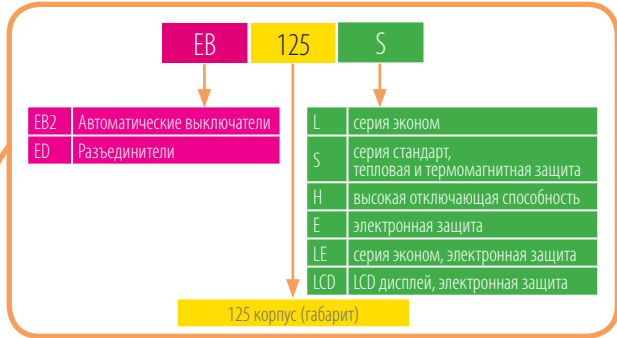 EB 125 S
EB2 Автоматические выключатели
ED Разъединители
L серия эконом
S серия стандарт,
тепловая и термомагнитная защита
H высокая отключающая способность
E электронная защита
LE серия эконом, электронная защита
LCD LCD дисплей, электронная защита
125 корпус (габарит)